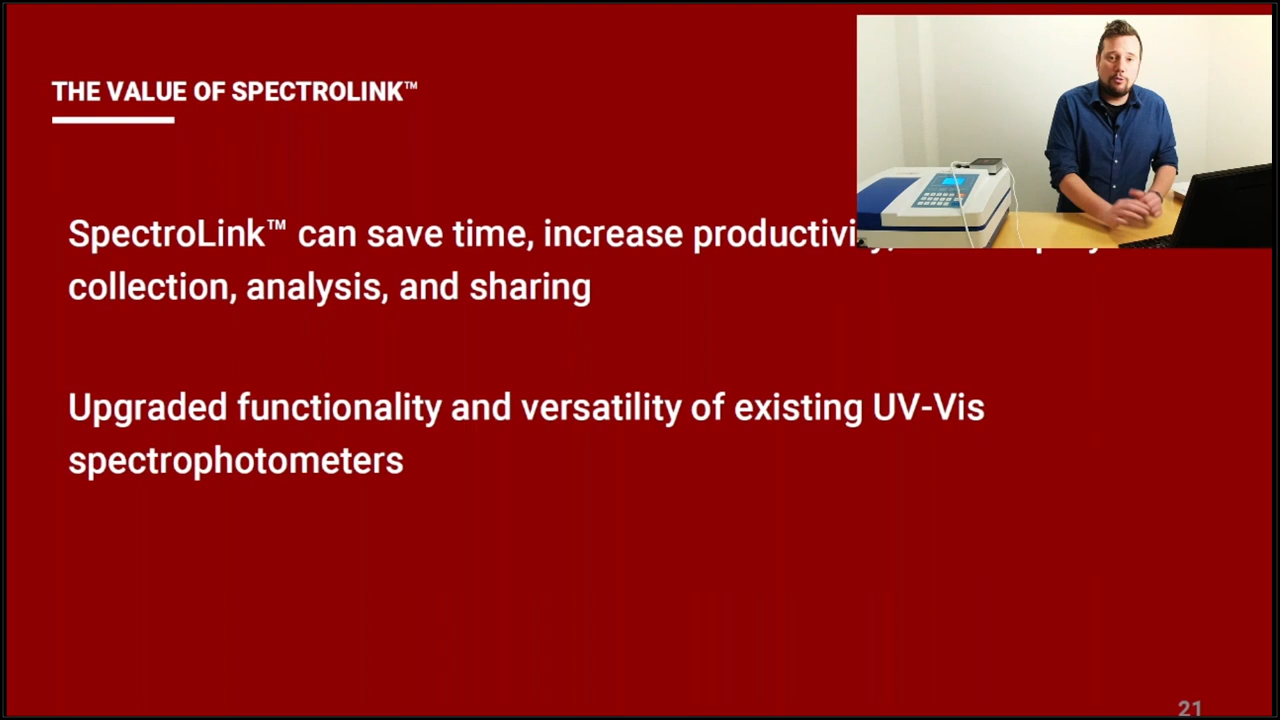 THE VALUE OF SPECTROLINK™
SpectroLink™ can save time, increase
collection, analysis, and sharing
Upgraded functionality and versatility of existing UV-Vis
spectrophotometers
21